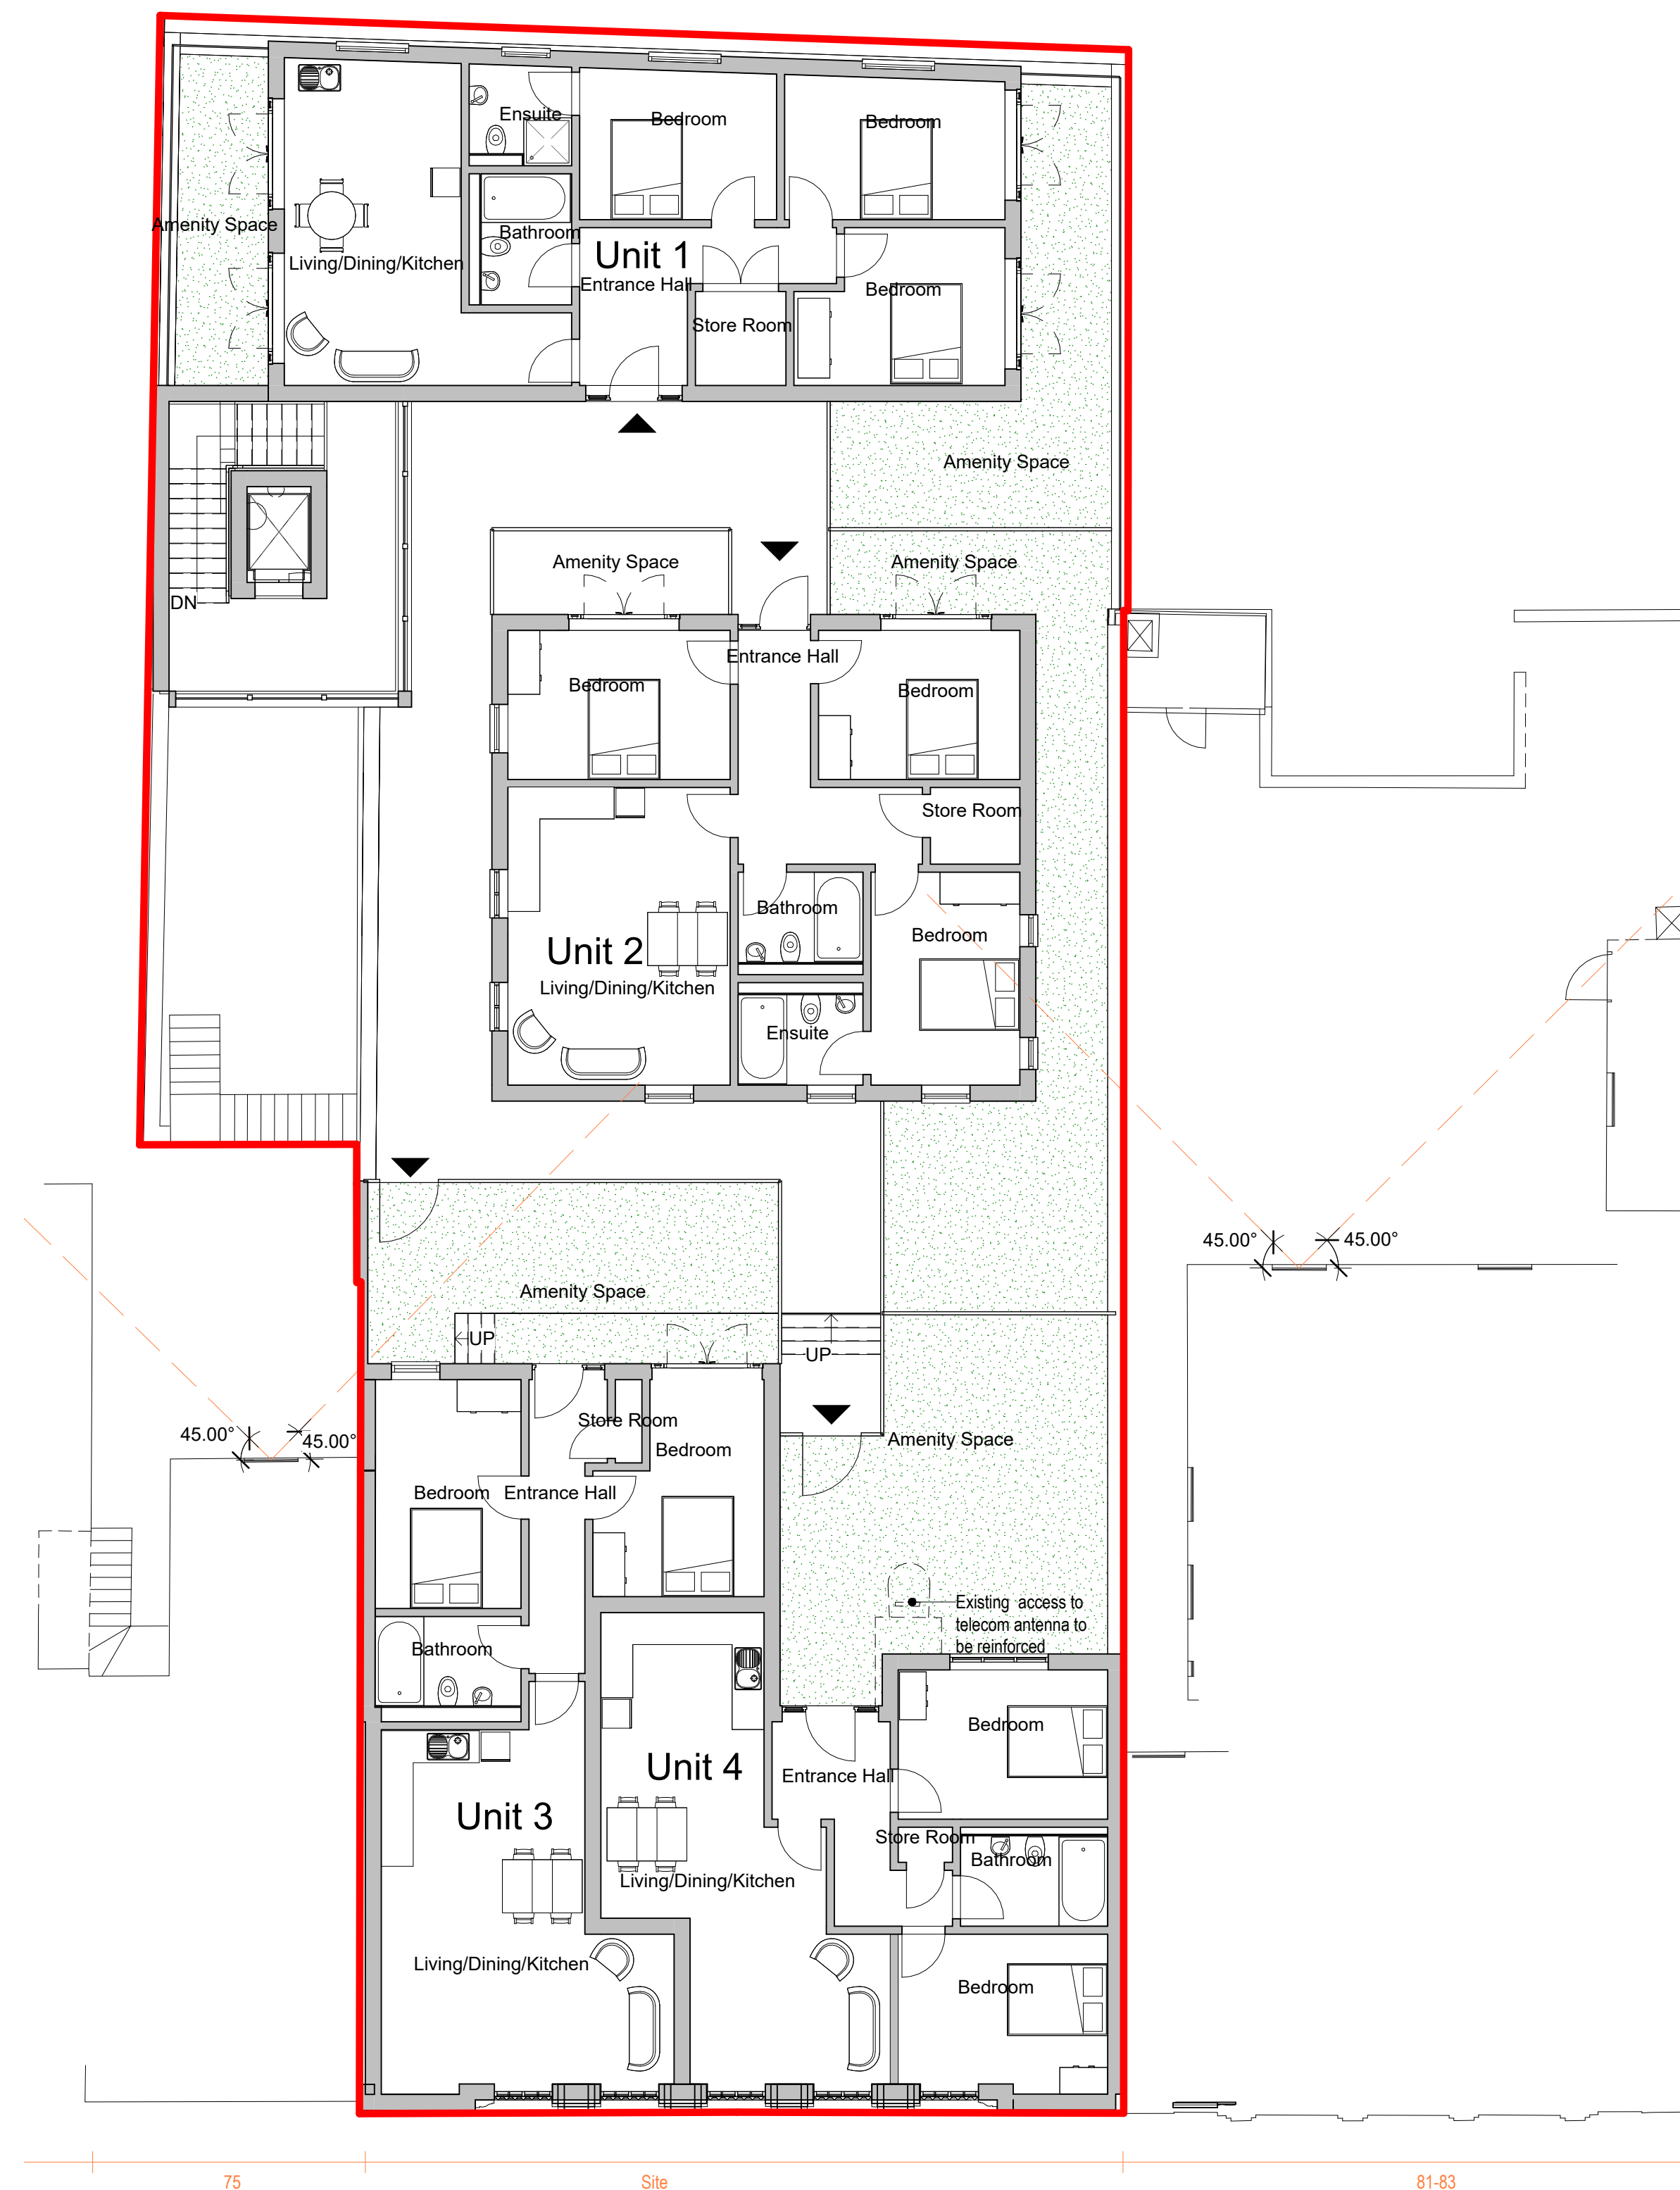 Ensuite
Bedroom
Bedroom
Amenity Space
Bathroom
Unit 1
Living/Dining/Kitchen
Entrance Hall
Bedroom
Store Room
Amenity Space
Amenity Space
Amenity Space
DN
Entrance Hall
Bedroom
Bedroom
Store Room
Bathroom
Bedroom
Unit 2
Living/Dining/Kitchen
Ensuite
45.00°
45.00°
Amenity Space
UP
UP
Store Room
45.00°
45.00°
Bedroom
Amenity Space
Bedroom
Entrance Hall
Existing access to
telecom antenna to
be reinforced
Bathroom
Bedroom
Unit 4
Entrance Hall
Unit 3
Store Room
Bathroom
Living/Dining/Kitchen
Living/Dining/Kitchen
Bedroom
75
Site
81-83